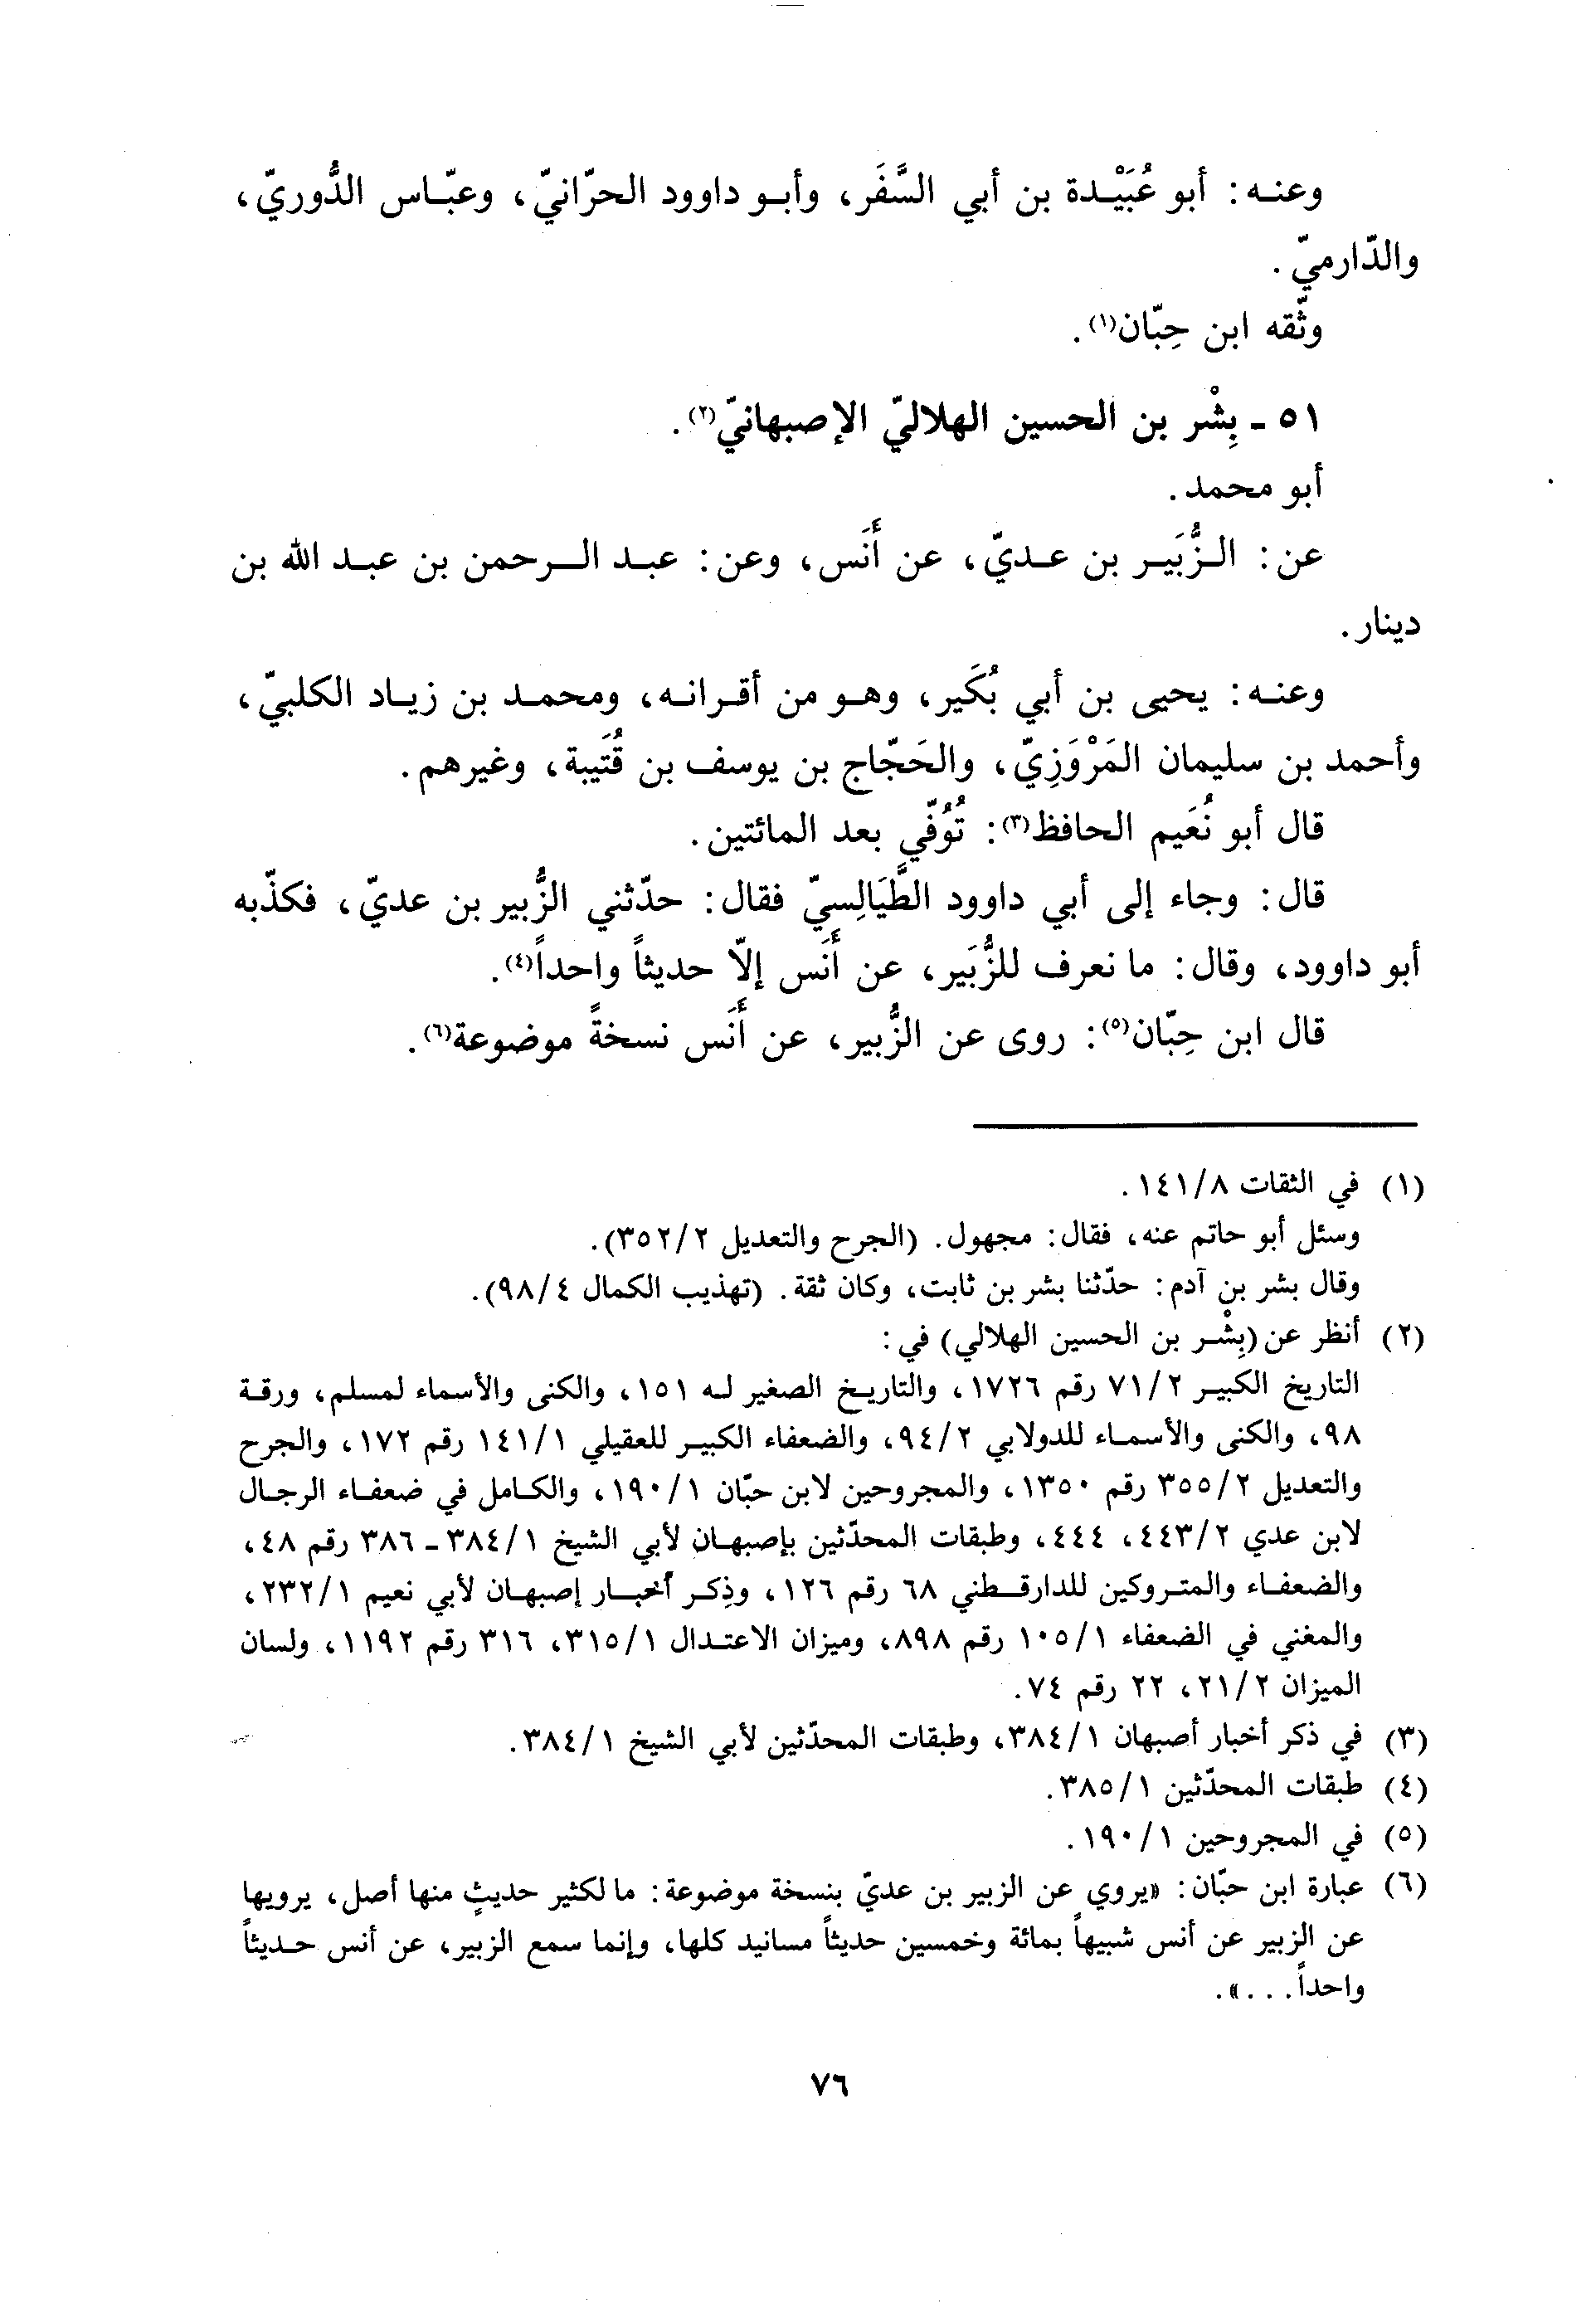 وعنه: أبو عُبَيْدة بن أبي السَّفَر، وأبو داوود الحرّانيّ، وعبّاس الدُّوريّ،
والدّارميّ.
وثّقه ابن حِبّان(١).
٥١ - بِشْر بن الحسين الهلاليّ الإصبهانيّ(٢).
أبو محمد.
عن: الزُّبَير بن عديّ، عن أَنَس، وعن: عبد الرحمن بن عبد الله بن
دينار.
وعنه: يحيى بن أبي بُكَير، وهو من أقرانه، ومحمد بن زياد الكلبيّ،
وأحمد بن سليمان المَرْوَزِيّ، والحَجّاج بن يوسف بن قُتَيبة، وغيرهم.
قال أبو نُعَيم الحافظ(٣): تُوُفّي بعد المائتين.
قال: وجاء إلى أبي داوود الطَّيَالِسيّ فقال: حدّثني الزُّبير بن عديّ، فكذّبه
أبو داوود، وقال: ما نعرف للزُّبَير، عن أَنَس إلاّ حديثاً واحداً(٤).
قال ابن حِبّان(٥): روى عن الزُّبير، عن أَنَس نسخةً موضوعة(٦).
(١) في الثقات ١٤١/٨.
وسئل أبو حاتم عنه، فقال: مجهول. (الجرح والتعديل ٣٥٢/٢).
وقال بشر بن آدم: حدّثنا بشر بن ثابت، وكان ثقة. (تهذيب الكمال ٩٨/٤).
(٢) أنظر عن (بِشْر بن الحسين الهلالي) في:
التاريخ الكبير ٧١/٢ رقم ١٧٢٦، والتاريخ الصغير له ١٥١، والكنى والأسماء لمسلم، ورقة
٩٨، والكنى والأسماء للدولابي ٩٤/٢، والضعفاء الكبير للعقيلي ١٤١/١ رقم ١٧٢، والجرح
والتعديل ٣٥٥/٢ رقم ١٣٥٠، والمجروحين لابن حبّان ١٩٠/١، والكامل في ضعفاء الرجال
لابن عدي ٤٤٣/٢، ٤٤٤، وطبقات المحدّثين بإصبهان لأبي الشيخ ٣٨٤/١ - ٣٨٦ رقم ٤٨،
والضعفاء والمتروكين للدارقطني ٦٨ رقم ١٢٦، وذِكر أخبار إصبهان لأبي نعيم ٢٣٢/١،
والمغني في الضعفاء ١٠٥/١ رقم ٨٩٨، وميزان الاعتدال ٣١٥/١، ٣١٦ رقم ١١٩٢، ولسان
الميزان ٢١/٢، ٢٢ رقم ٧٤.
(٣) في ذكر أخبار أصبهان ٣٨٤/١، وطبقات المحدّثين لأبي الشيخ ٣٨٤/١.
(٤) طبقات المحدّثين ٣٨٥/١.
(٥) في المجروحين ١٩٠/١.
(٦) عبارة ابن حبّان: «يروي عن الزبير بن عديّ بنسخة موضوعة: ما لكثير حديثٍ منها أصل، يرويها
عن الزبير عن أنس شبيهاً بمائة وخمسين حديثاً مسانيد كلها، وإنما سمع الزبير، عن أنس حديثاً
واحداً...».
٧٦